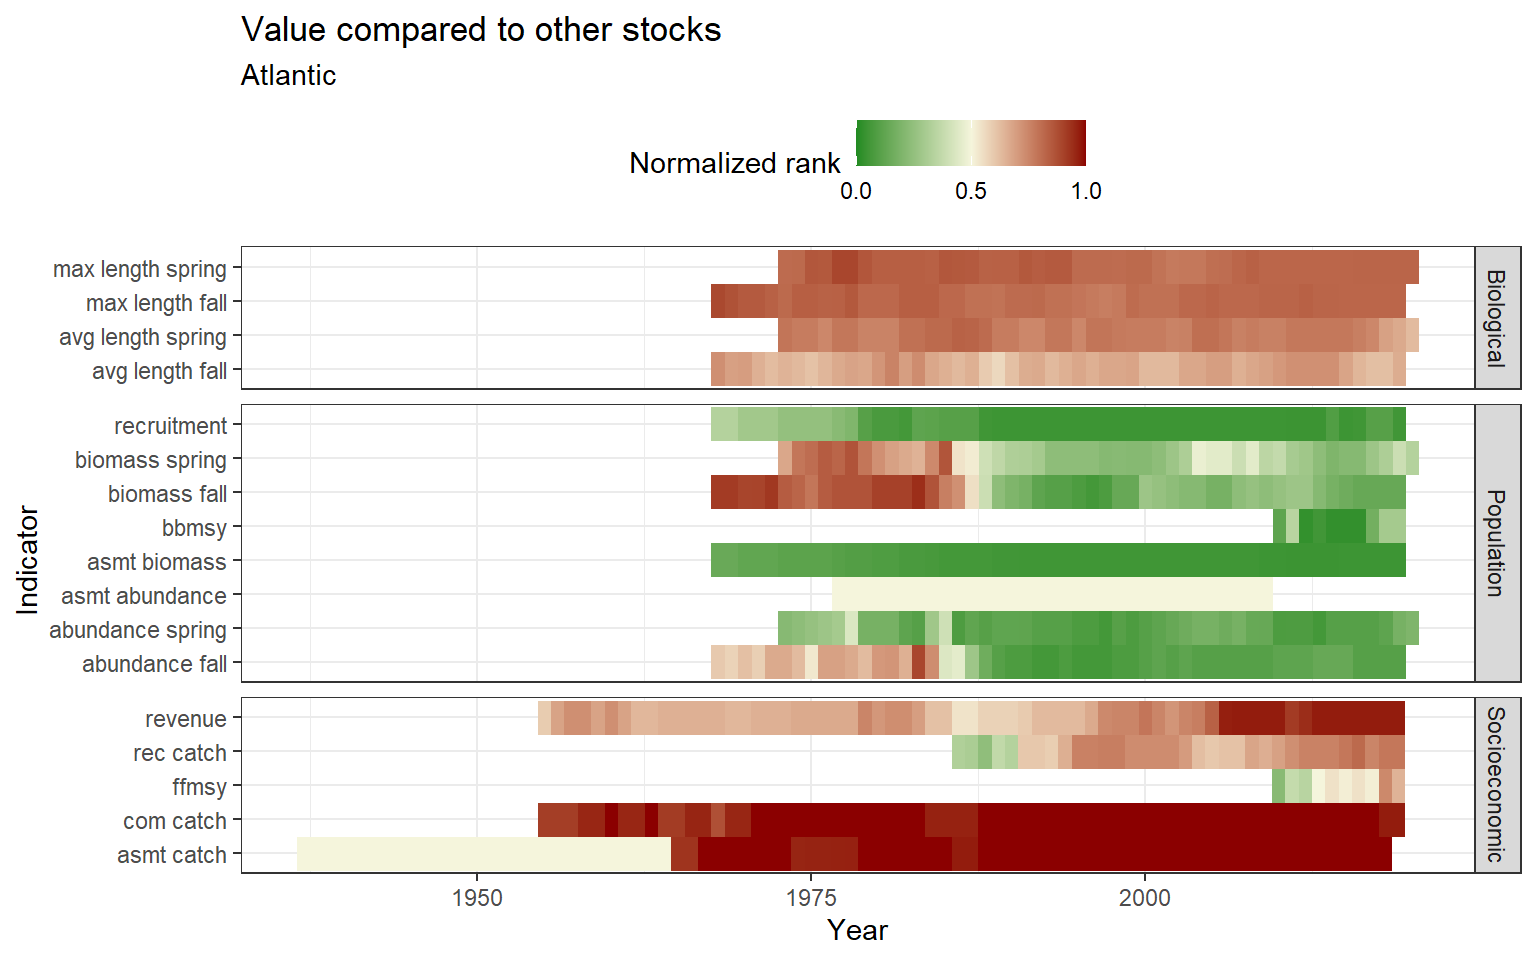 Value compared to other stocks
Atlantic
Normalized rank
0.0 0.5 1.0
max length spring
max length fall
avg length spring
avg length fall
Biological
recruitment
biomass spring
biomass fall
bbmsy
asmt biomass
asmt abundance
abundance spring
abundance fall
Population
revenue
rec catch
ffmsy
com catch
asmt catch
Socioeconomic
Indicator
1950 1975 2000
Year